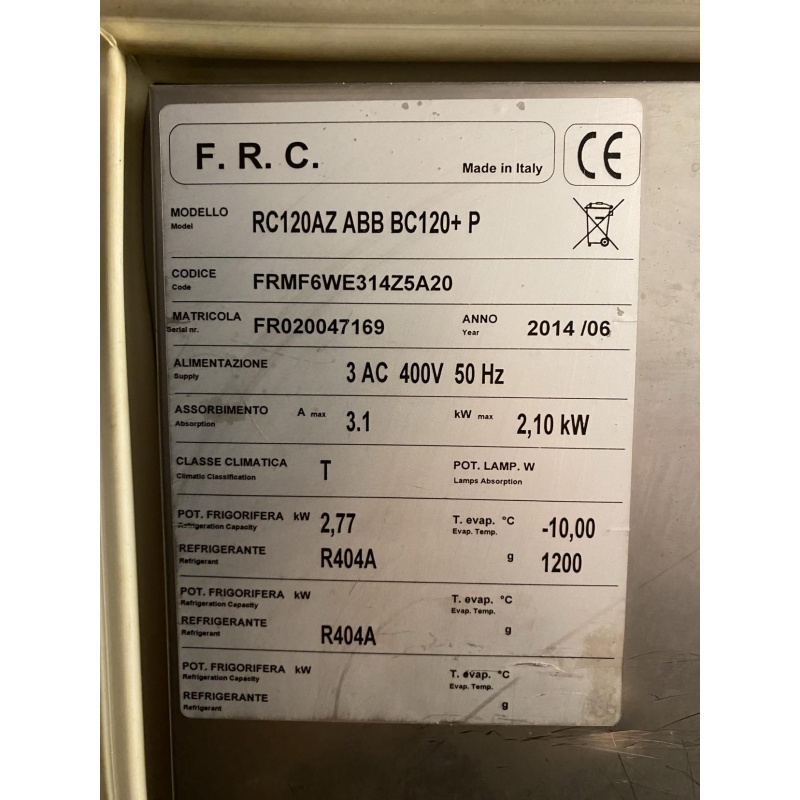 F. R. C. Made in Italy CE
MODELLO RC120AZ ABB BC120+ P
Model
CODICE FRMF6WE314Z5A20
Code
MATRICOLA FR020047169 ANNO 2014 /06
Serial nr. Year
ALIMENTAZIONE 3 AC 400V 50 Hz
Supply
ASSORBIMENTO A max 3.1 kW max 2,10 kW
Absorption
CLASSE CLIMATICA T POT. LAMP. W
Climatic Classification Lamps Absorption
POT. FRIGORIFERA kW 2,77 T. evap. °C -10,00
Refrigeration Capacity Evap. Temp.
REFRIGERANTE R404A g 1200
Refrigerant
POT. FRIGORIFERA kW T. evap. °C
Refrigeration Capacity Evap. Temp.
REFRIGERANTE R404A g
Refrigerant
POT. FRIGORIFERA kW T. evap. °C
Refrigeration Capacity Evap. Temp.
REFRIGERANTE g
Refrigerant